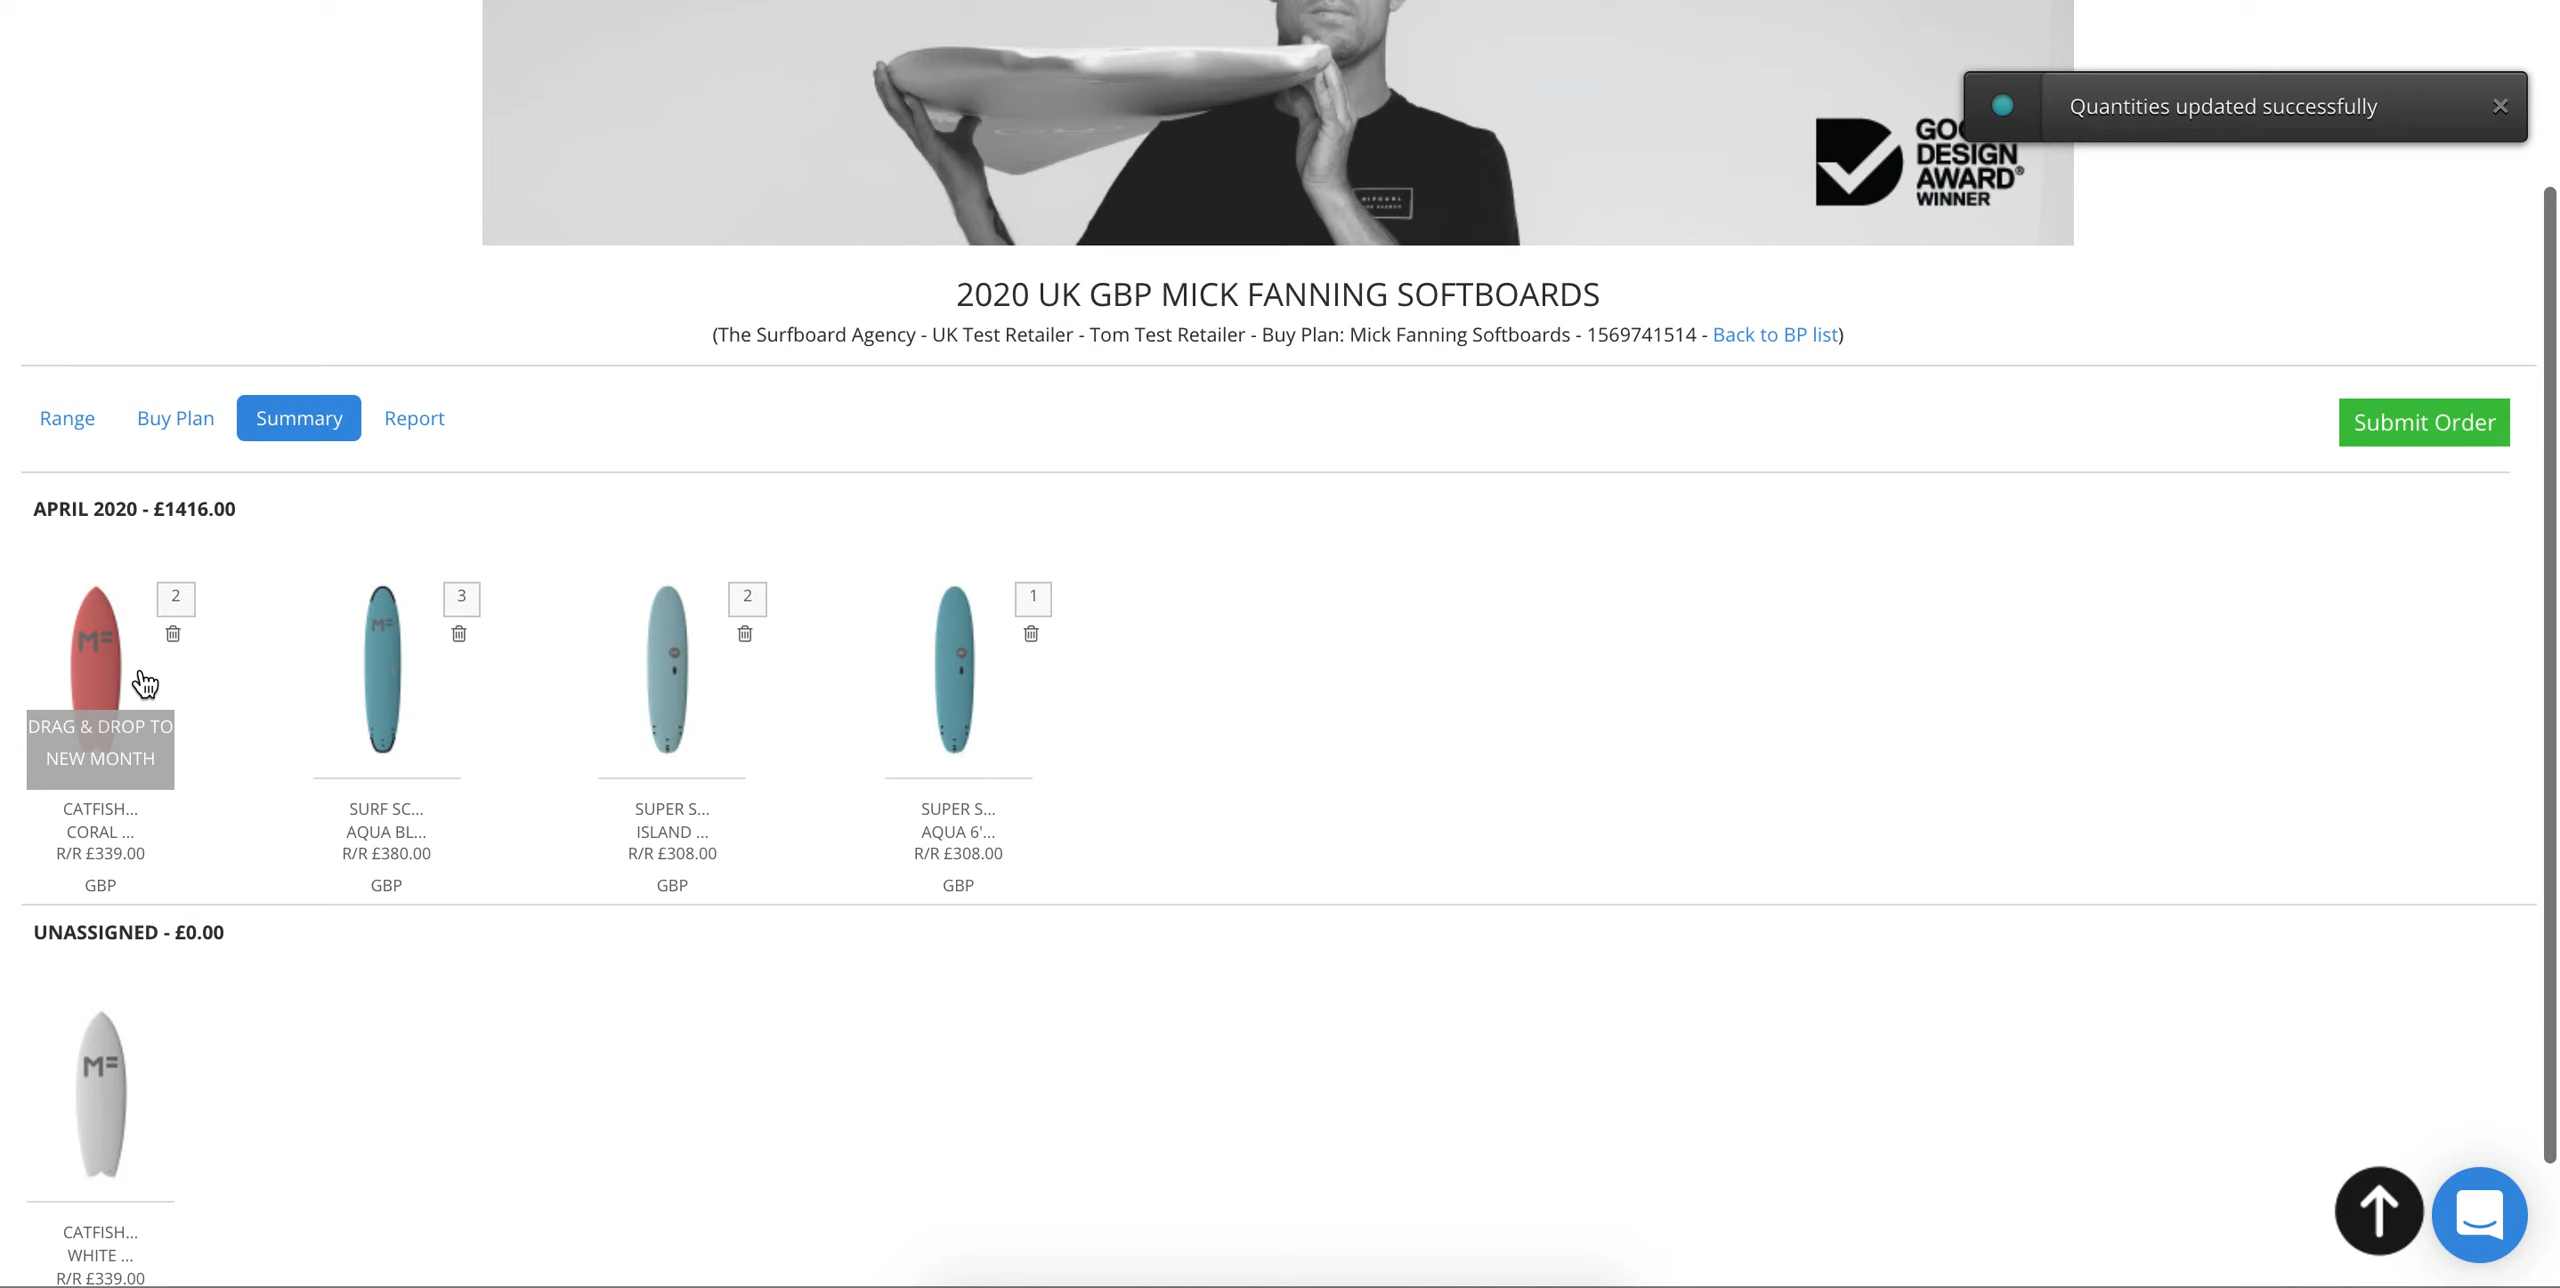 Quantities updated successfully
GOO
DESIGN
AWARD®
WINNER
2020 UK GBP MICK FANNING SOFTBOARDS
(The Surfboard Agency - UK Test Retailer - Tom Test Retailer - Buy Plan: Mick Fanning Softboards - 1569741514 - Back to BP list)
Range Buy Plan Summary Report
Submit Order
APRIL 2020 - £1416.00
2 3 2 1
M= M=
DRAG & DROP TO
NEW MONTH
CATFISH... SURF SC... SUPER S... SUPER S...
CORAL ... AQUA BL... ISLAND ... AQUA 6'...
R/R £339.00 R/R £380.00 R/R £308.00 R/R £308.00
GBP GBP GBP GBP
UNASSIGNED - £0.00
M=
CATFISH...
WHITE ...
R/R £339.00